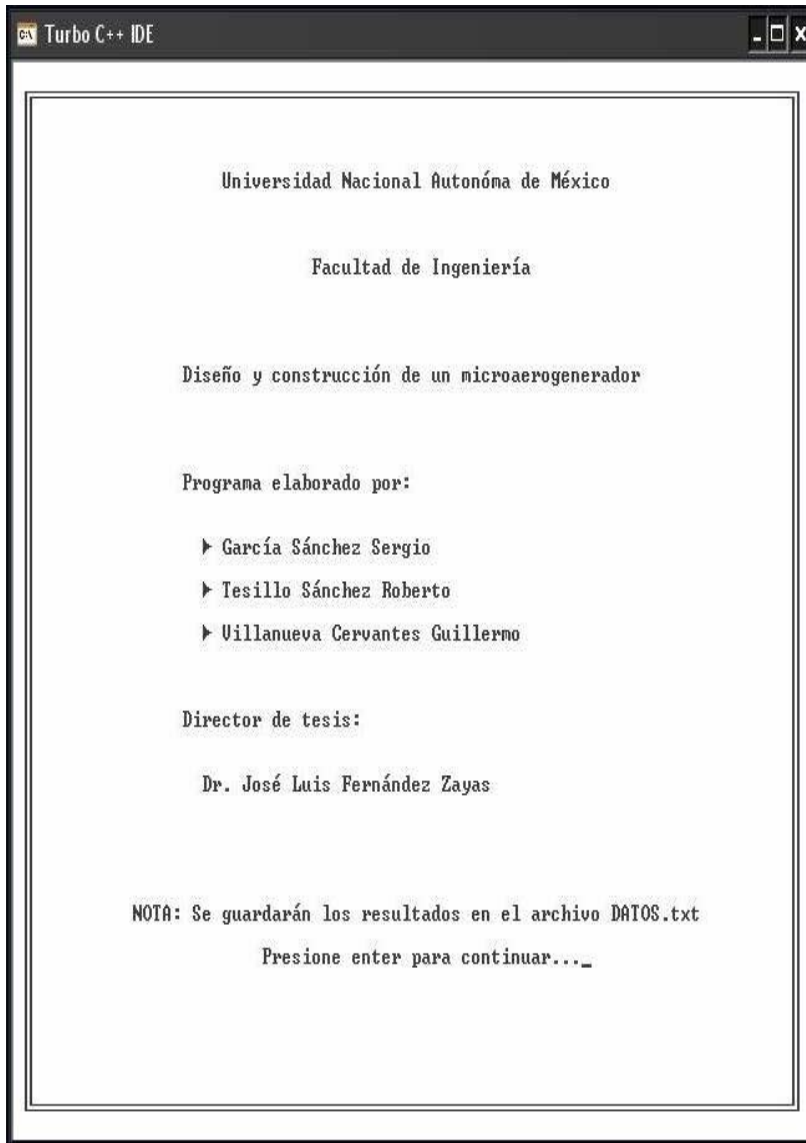 Turbo C++ IDE
Universidad Nacional Autonóma de México
Facultad de Ingeniería
Diseño y construcción de un microaerogenerador
Programa elaborado por:
García Sánchez Sergio
Tesillo Sánchez Roberto
Villanueva Cervantes Guillermo
Director de tesis:
Dr. José Luis Fernández Zayas
NOTA: Se guardarán los resultados en el archivo DATOS.txt
Presione enter para continuar..._